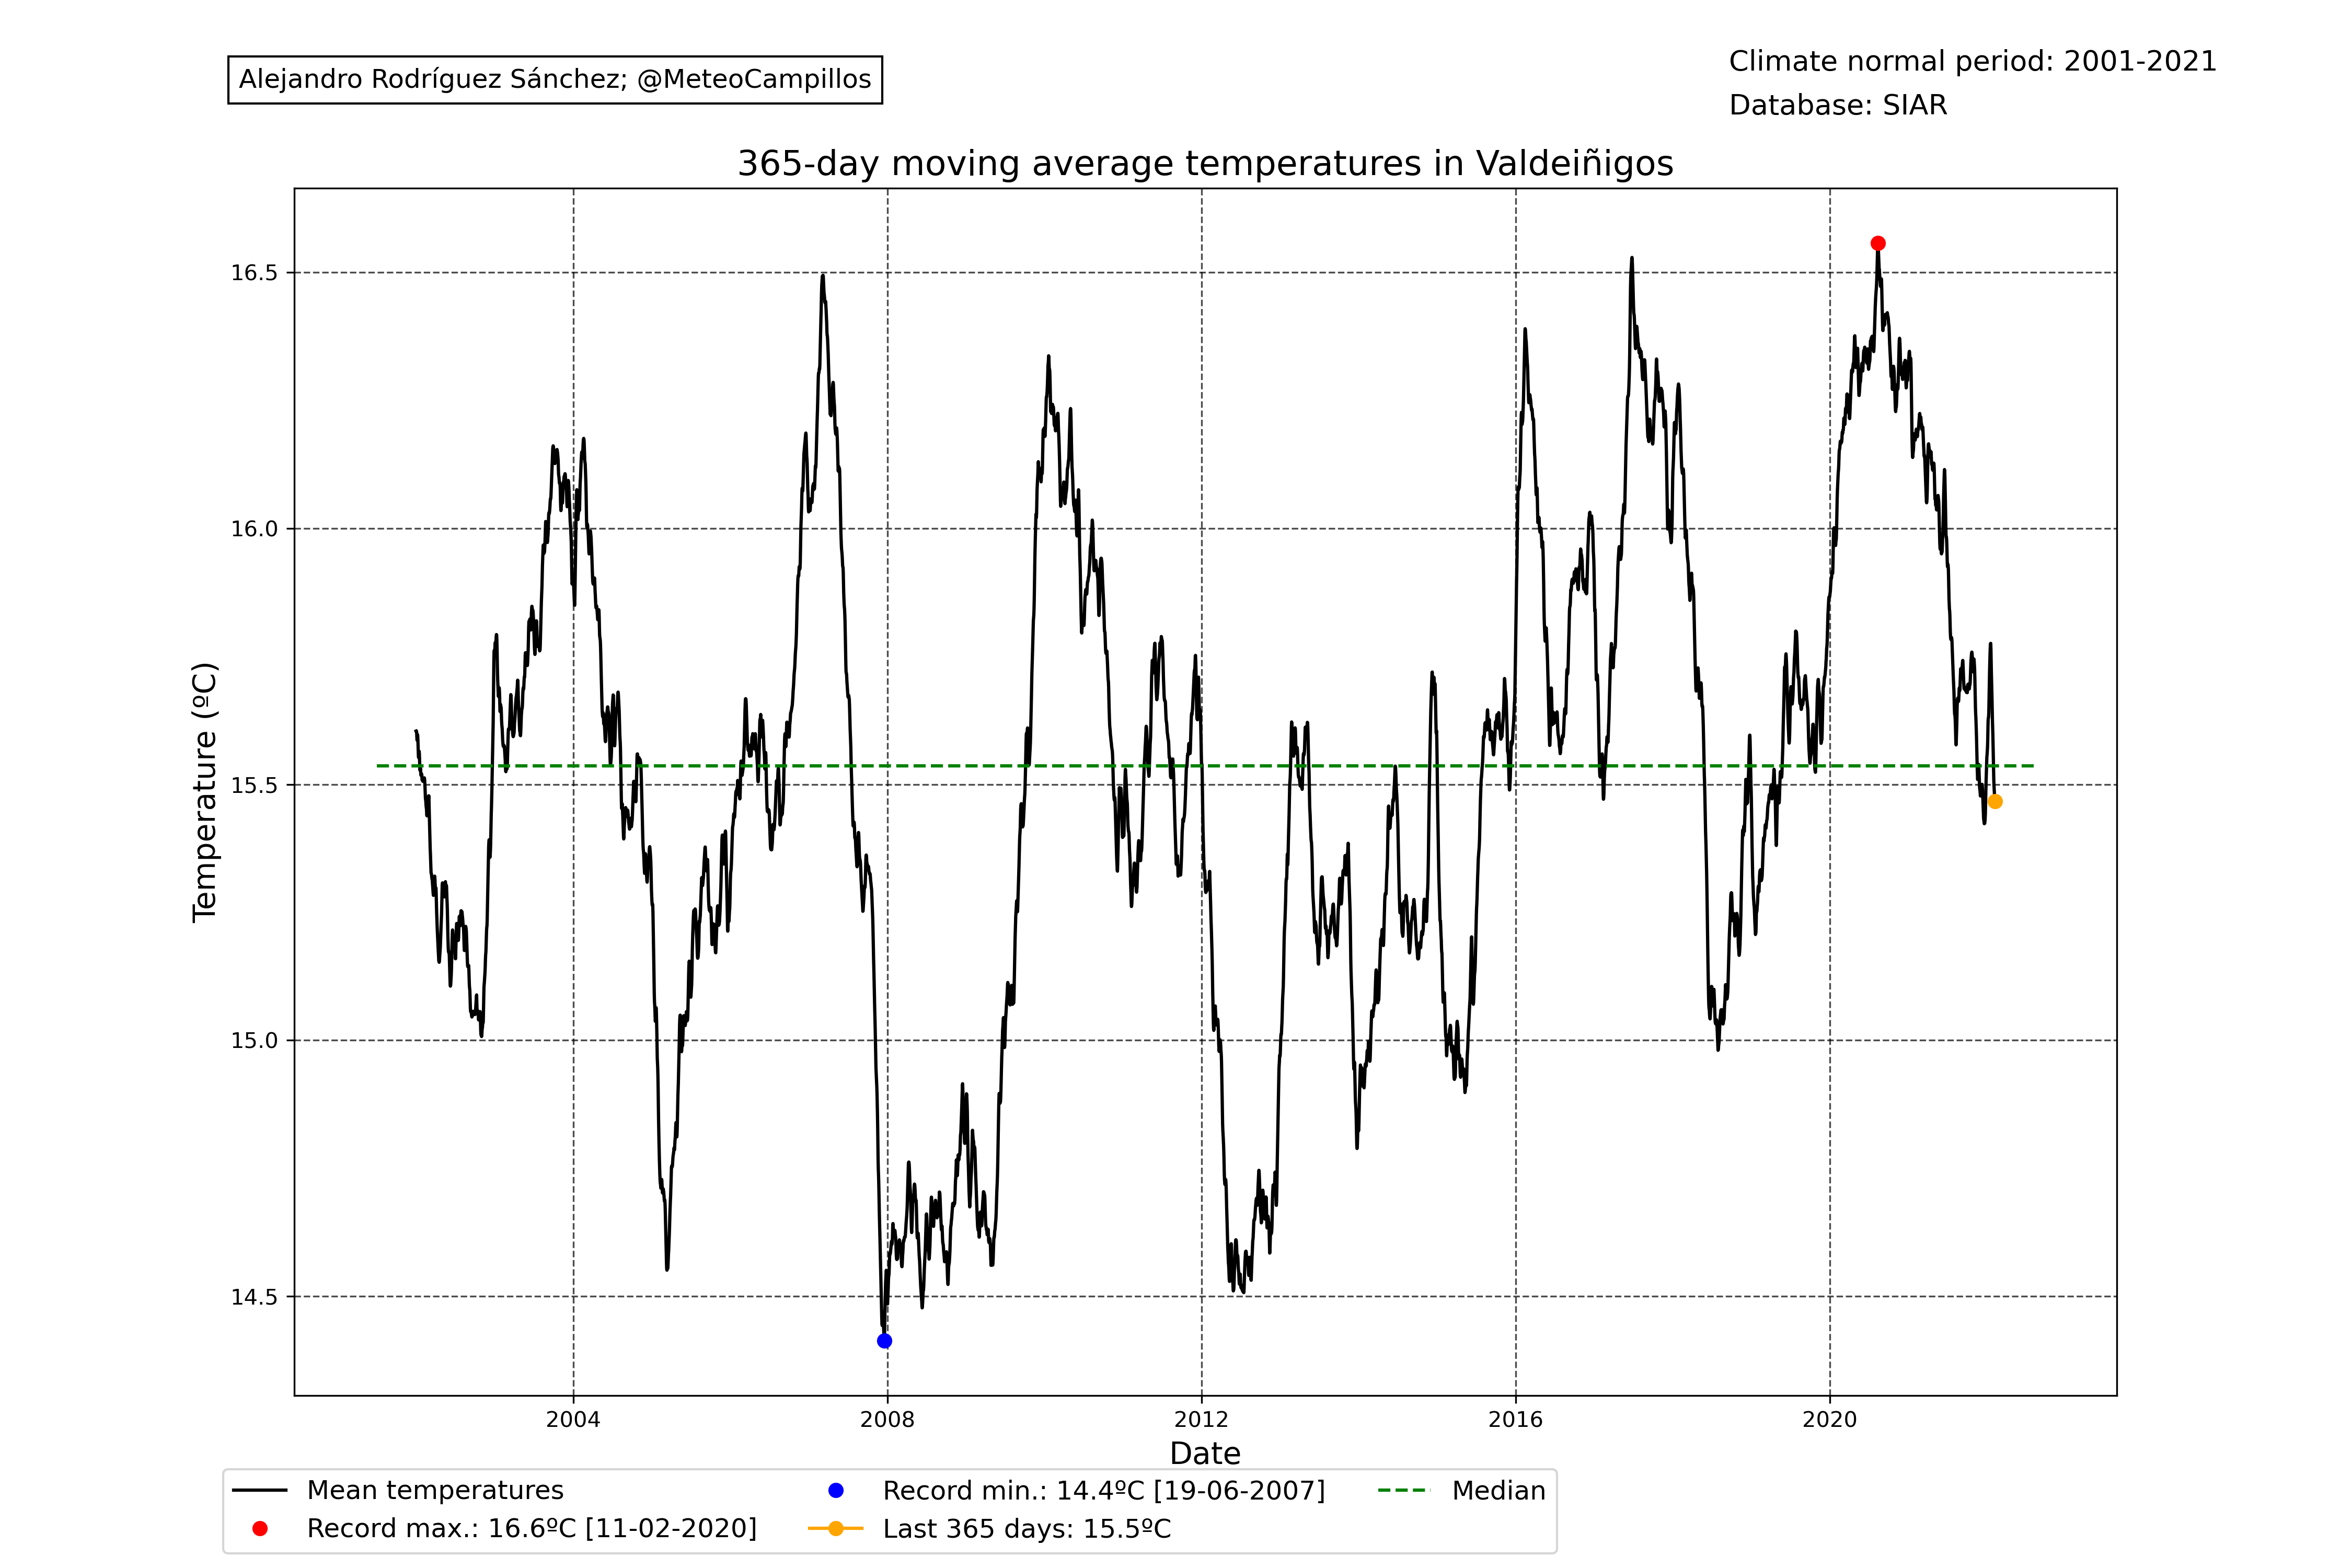 Alejandro Rodríguez Sánchez; @MeteoCampillos
Climate normal period: 2001-2021
Database: SIAR
365-day moving average temperatures in Valdeiñigos
Temperature (ºC)
16.5
16.0
15.5
15.0
14.5
2004
2008
2012
2016
2020
Date
Mean temperatures
Record max.: 16.6ºC [11-02-2020]
Record min.: 14.4ºC [19-06-2007]
Last 365 days: 15.5ºC
Median